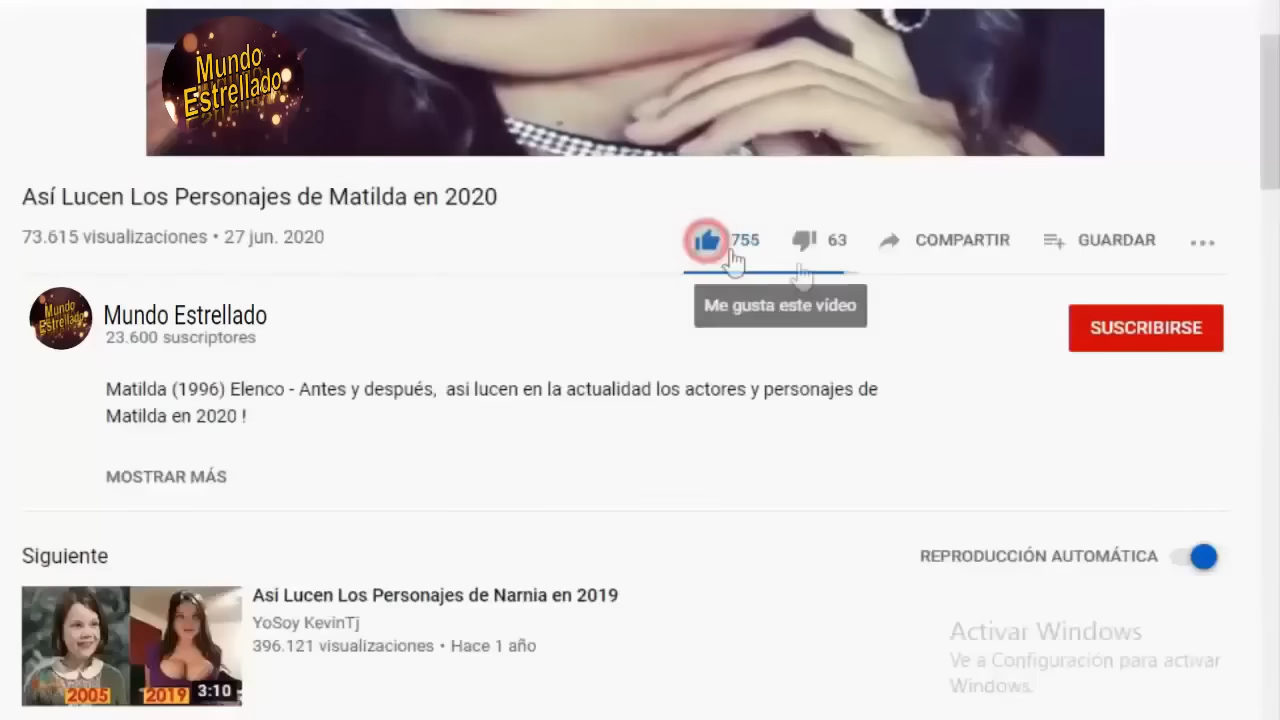 Mundo
Estrellado
Así Lucen Los Personajes de Matilda en 2020
73.615 visualizaciones • 27 jun. 2020
755
63
COMPARTIR
GUARDAR
Me gusta este vídeo
Mundo
Estrellado
Mundo Estrellado
23.600 suscriptores
SUSCRIBIRSE
Matilda (1996) Elenco - Antes y después, asi lucen en la actualidad los actores y personajes de
Matilda en 2020 !
MOSTRAR MÁS
Siguiente
REPRODUCCIÓN AUTOMÁTICA
2005
2019
3:10
Asi Lucen Los Personajes de Narnia en 2019
YoSoy KevinTj
396.121 visualizaciones • Hace 1 año
Activar Windows
Ve a Configuración para activar
Windows.